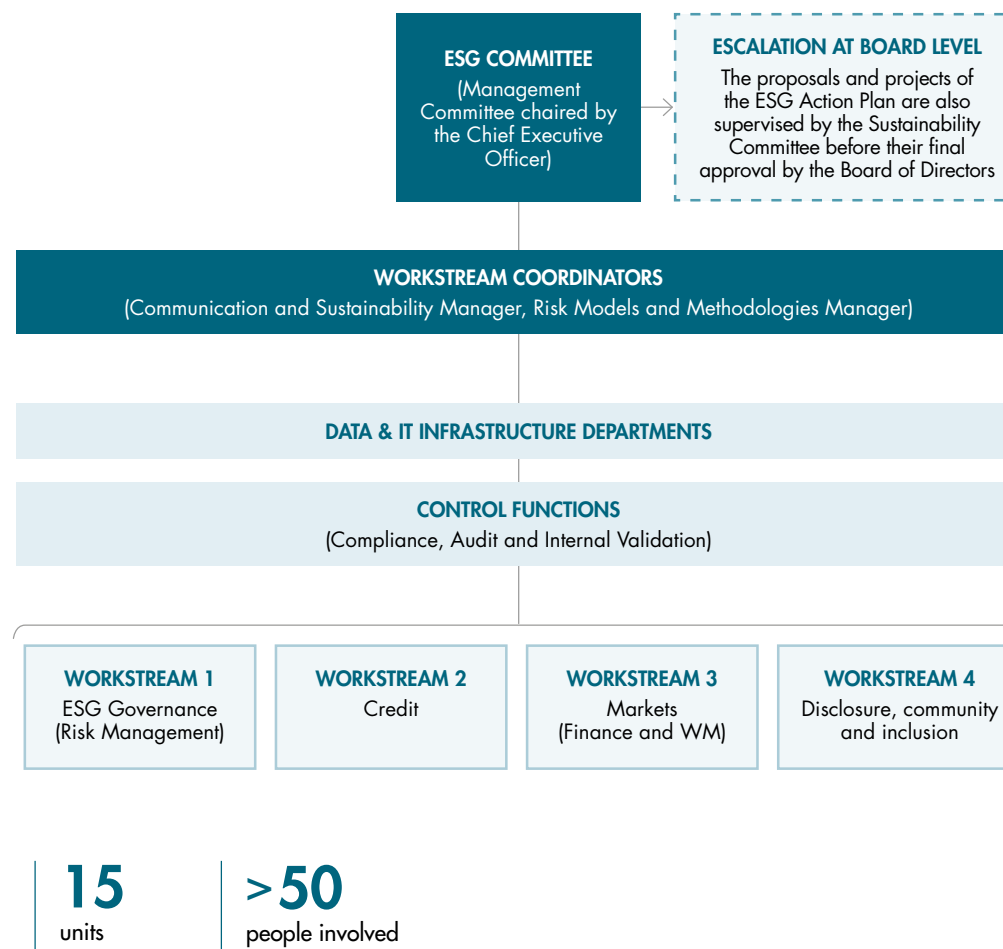 ESG COMMITTEE
(Management
Committee chaired by
the Chief Executive
Officer)
ESCALATION AT BOARD LEVEL
The proposals and projects of
the ESG Action Plan are also
supervised by the Sustainability
Committee before their final
approval by the Board of Directors
WORKSTREAM COORDINATORS
(Communication and Sustainability Manager, Risk Models and Methodologies Manager)
DATA & IT INFRASTRUCTURE DEPARTMENTS
CONTROL FUNCTIONS
(Compliance, Audit and Internal Validation)
WORKSTREAM 1
ESG Governance
(Risk Management)
WORKSTREAM 2
Credit
WORKSTREAM 3
Markets
(Finance and WM)
WORKSTREAM 4
Disclosure, community
and inclusion
15
units
>50
people involved